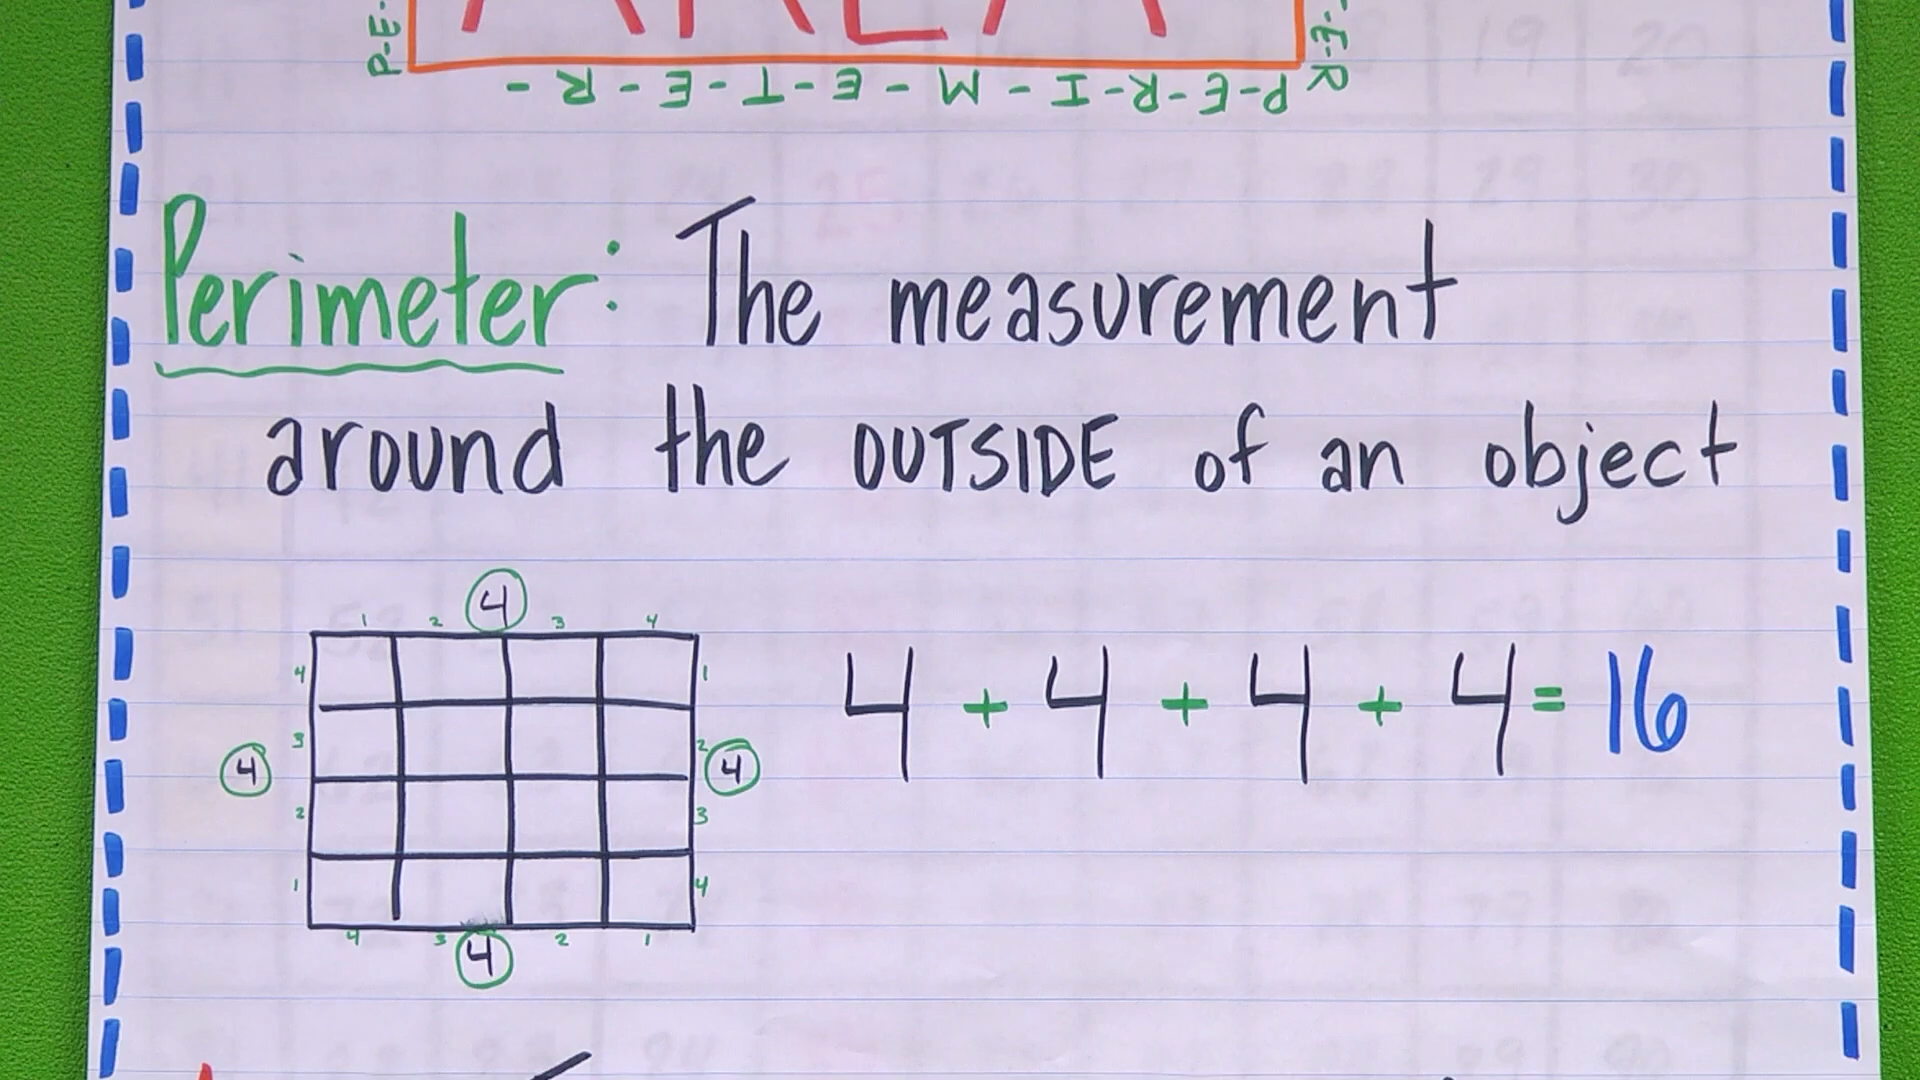 AREA
P-E-R-I-M-E-T-E-R-
Perimeter: The measurement
around the OUTSIDE of an object
4
1 2 3 4
4 1
3 2
4 4
2 3
1 4
4 3 2 1
4
4 + 4 + 4 + 4 = 16